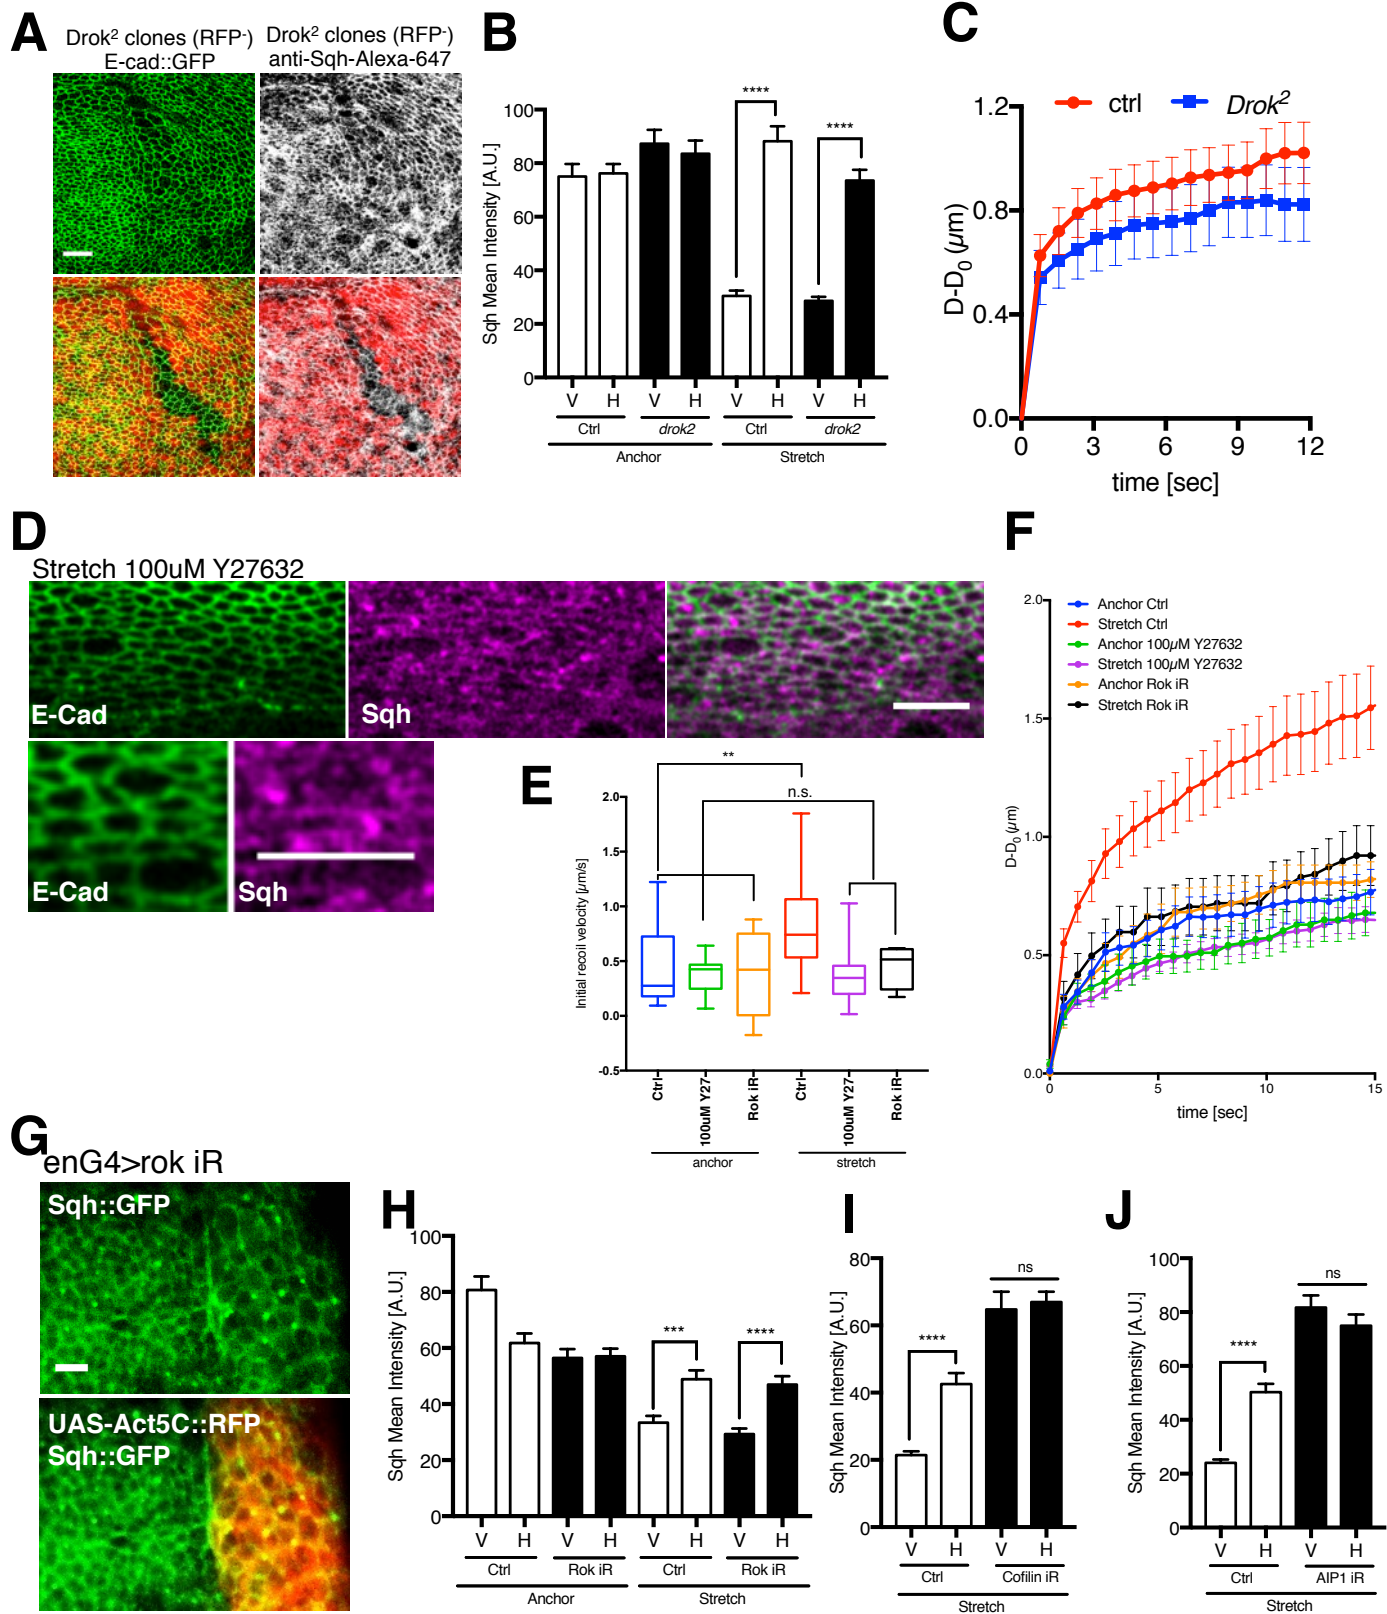 A
Drok² clones (RFP⁻)
E-cad::GFP
Drok² clones (RFP⁻)
anti-Sqh-Alexa-647
B
Sqh Mean Intensity [A.U.]
100
80
60
40
20
0
****
****
V H V H V H V H
Ctrl drok2 Ctrl drok2
Anchor Stretch
C
ctrl Drok²
D-D₀ (µm)
1.2
0.8
0.4
0.0
0 3 6 9 12
time [sec]
D
Stretch 100uM Y27632
E-Cad
Sqh
E-Cad
Sqh
E
**
n.s.
Initial recoil velocity [µm/s]
2.0
1.5
1.0
0.5
0.0
-0.5
Ctrl
100uM Y27
Rok iR
Ctrl
100uM Y27
Rok iR
anchor stretch
F
Anchor Ctrl
Stretch Ctrl
Anchor 100µM Y27632
Stretch 100µM Y27632
Anchor Rok iR
Stretch Rok iR
D-D₀ (µm)
2.0
1.5
1.0
0.5
0.0
0 5 10 15
time [sec]
G
enG4>rok iR
Sqh::GFP
UAS-Act5C::RFP
Sqh::GFP
H
Sqh Mean Intensity [A.U.]
100
80
60
40
20
0
***
****
V H V H V H V H
Ctrl Rok iR Ctrl Rok iR
Anchor Stretch
I
Sqh Mean Intensity [A.U.]
80
60
40
20
0
****
ns
V H V H
Ctrl Cofilin iR
Stretch
J
Sqh Mean Intensity [A.U.]
100
80
60
40
20
0
****
ns
V H V H
Ctrl AIP1 iR
Stretch